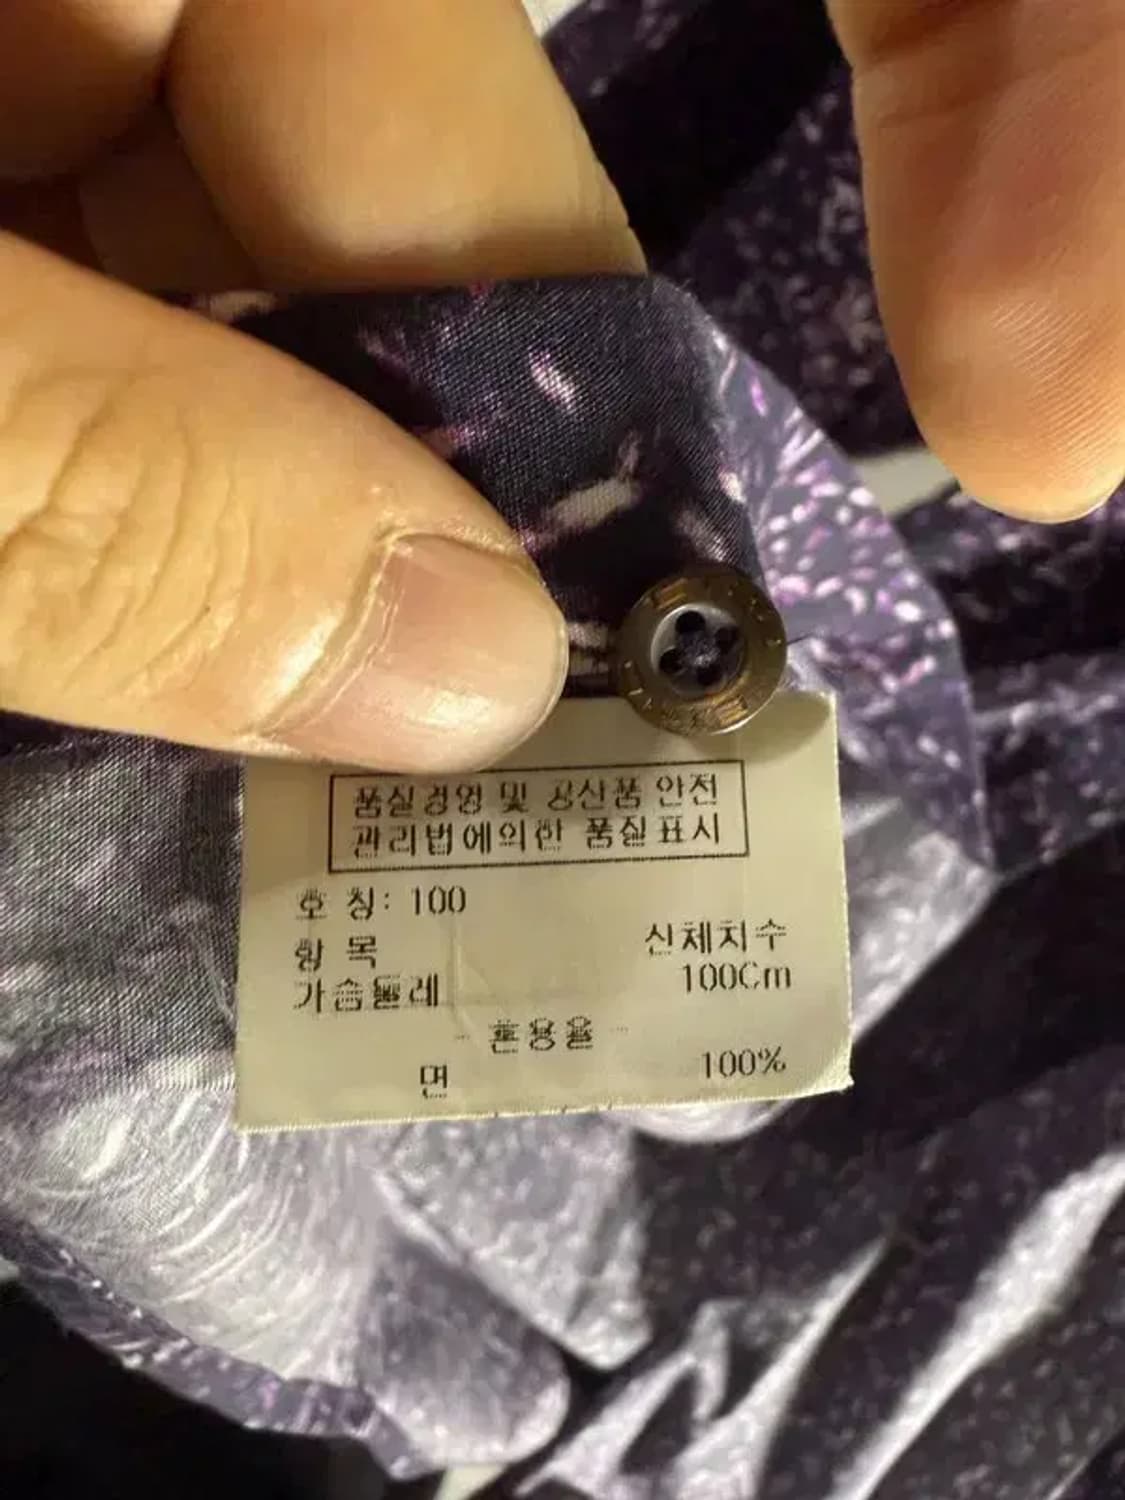 품질경영 및 공산품 안전
관리법에의한 품질표시
호 칭: 100
항 목 신체치수
가슴둘레 100Cm
- 혼용율 -
면 100%